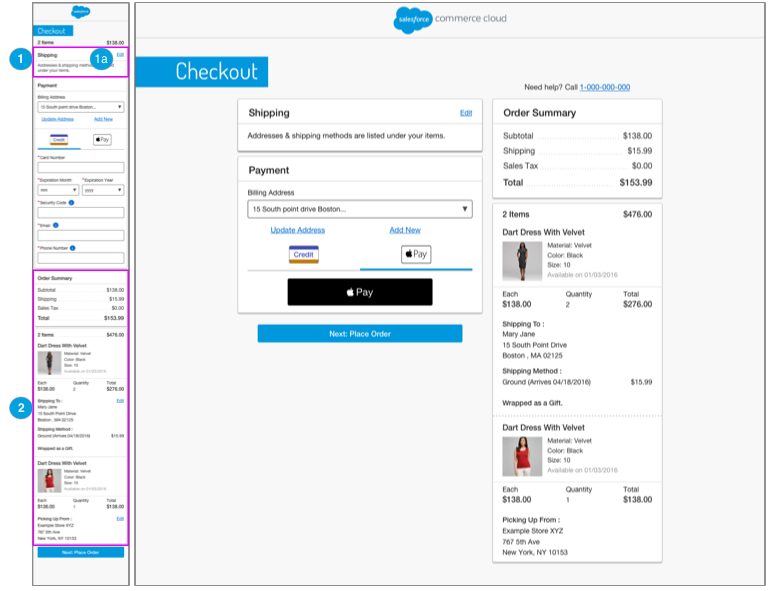 salesforce
Checkout
2 Items $138.00
1
Shipping 1a Edit
Addresses & shipping methods
under your items.
Payment
Billing Address
15 South point drive Boston... ▼
Update Address Add New
Credit Pay
*Card Number
*Expiration Month *Expiration Year
mm ▼ yyyy ▼
*Security Code i
*Email i
*Phone Number i
2
Order Summary
Subtotal $138.00
Shipping $15.99
Sales Tax $0.00
Total $153.99
2 Items $476.00
Dart Dress With Velvet
Material: Velvet
Color: Black
Size: 10
Available on 01/03/2016
Each Quantity Total
$138.00 2 $276.00
Shipping To : Edit
Mary Jane
15 South Point Drive
Boston , MA 02125
Shipping Method :
Ground (Arrives 04/18/2016) $15.99
Wrapped as a Gift.
Dart Dress With Velvet
Material: Velvet
Color: Black
Size: 10
Available on 01/03/2016
Each Quantity Total
$138.00 1 $138.00
Picking Up From : Edit
Example Store XYZ
767 5th Ave
New York, NY 10153
Next: Place Order
salesforce commerce cloud
Checkout
Need help? Call 1-000-000-000
Shipping Edit
Addresses & shipping methods are listed under your items.
Payment
Billing Address
15 South point drive Boston... ▼
Update Address Add New
Credit Pay
Pay
Next: Place Order
Order Summary
Subtotal $138.00
Shipping $15.99
Sales Tax $0.00
Total $153.99
2 Items $476.00
Dart Dress With Velvet
Material: Velvet
Color: Black
Size: 10
Available on 01/03/2016
Each Quantity Total
$138.00 2 $276.00
Shipping To :
Mary Jane
15 South Point Drive
Boston , MA 02125
Shipping Method :
Ground (Arrives 04/18/2016) $15.99
Wrapped as a Gift.
Dart Dress With Velvet
Material: Velvet
Color: Black
Size: 10
Available on 01/03/2016
Each Quantity Total
$138.00 1 $138.00
Picking Up From :
Example Store XYZ
767 5th Ave
New York, NY 10153